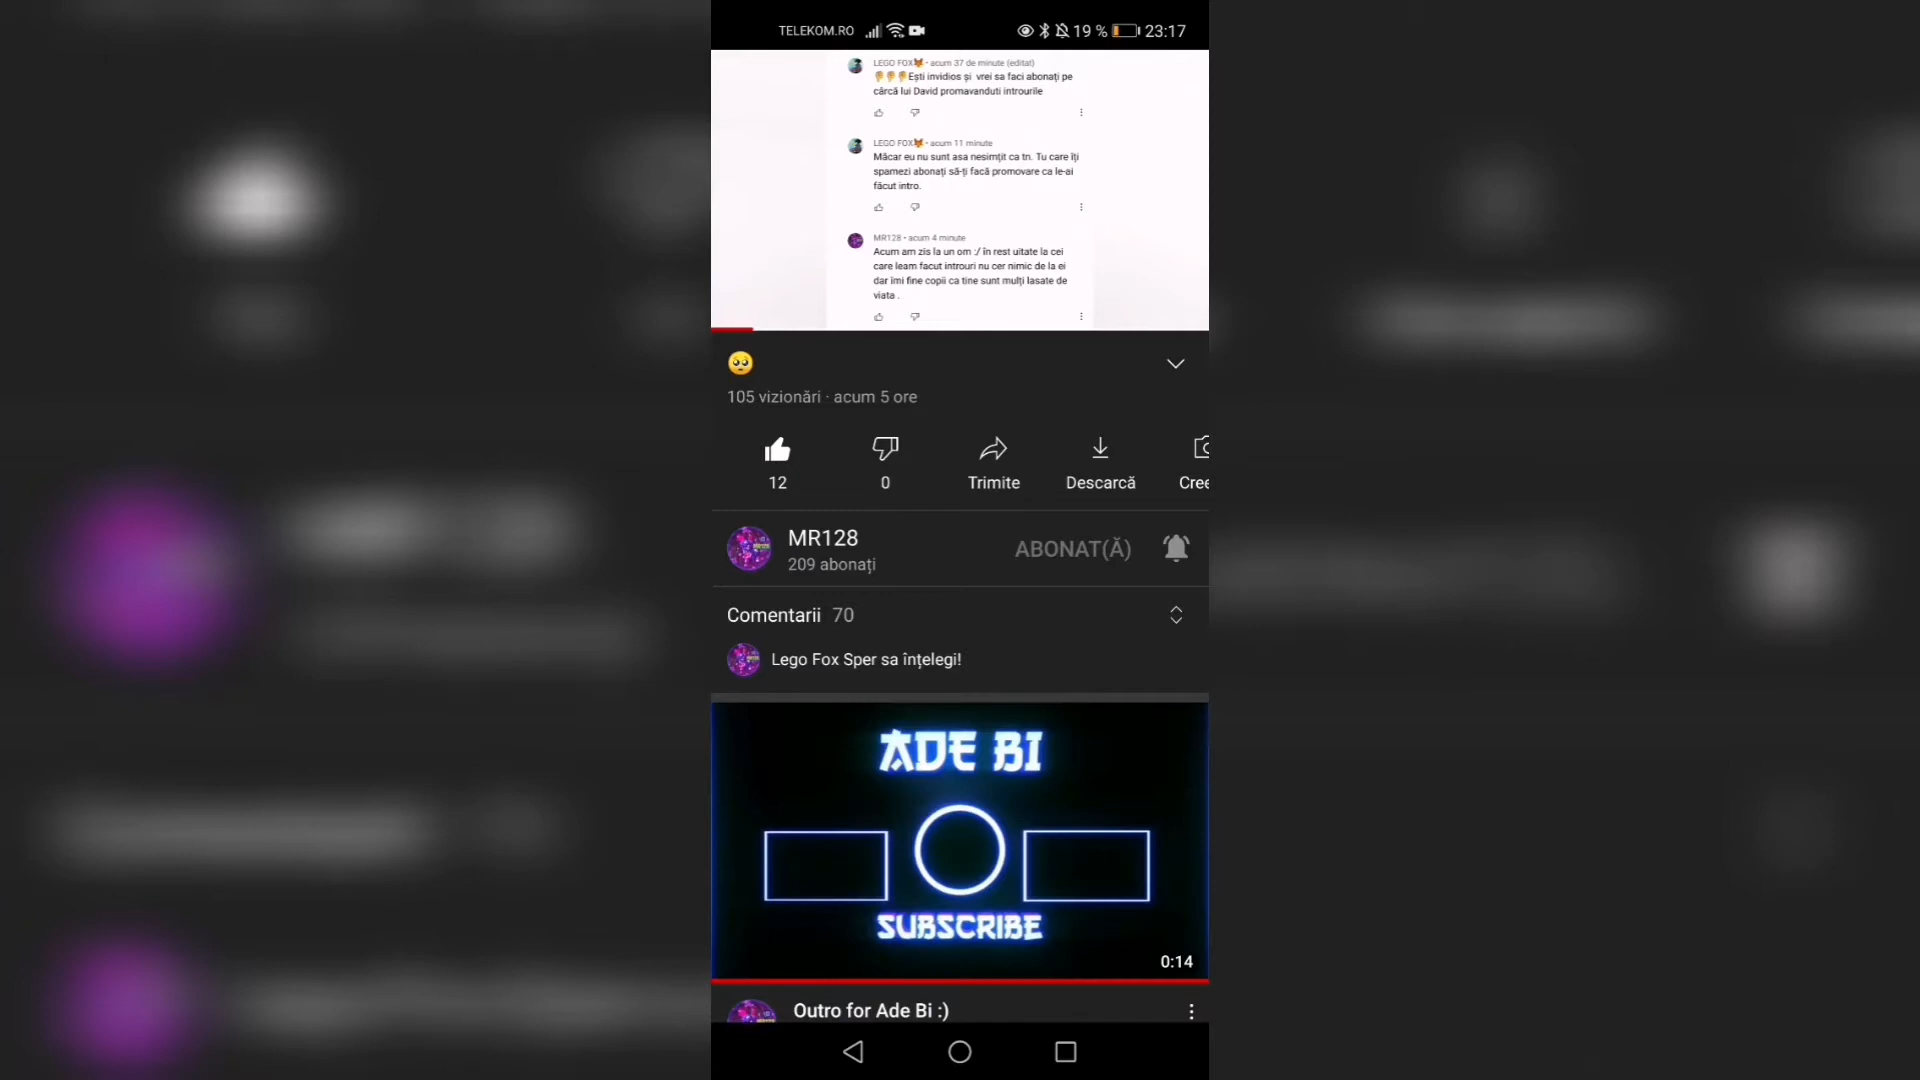 TELEKOM.RO 19 % 23:17
LEGO FOX🦊 • acum 37 de minute (editat)
Ești invidios și vrei sa faci abonați pe
cârcă lui David promavanduti introurile
LEGO FOX🦊 • acum 11 minute
Măcar eu nu sunt asa nesimțit ca tn. Tu care îți
spamezi abonați să-ți facă promovare ca le-ai
făcut intro.
MR128 • acum 4 minute
Acum am zis la un om :/ în rest uitate la cei
care leam facut introuri nu cer nimic de la ei
dar îmi fine copii ca tine sunt mulți lasate de
viata .
🥺
105 vizionări · acum 5 ore
12 0 Trimite Descarcă Cree
MR128
209 abonați
ABONAT(Ă)
Comentarii 70
Lego Fox Sper sa înțelegi!
ADE BI
SUBSCRIBE
0:14
Outro for Ade Bi :)